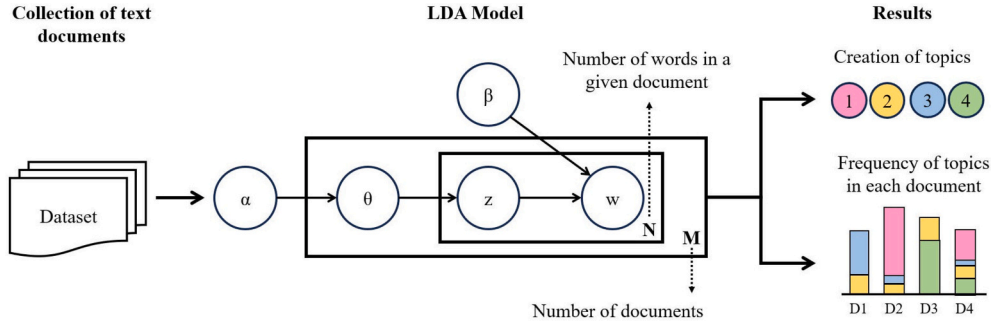 Collection of text
documents
LDA Model
Results
Number of words in a
given document
Creation of topics
β
1 2 3 4
Dataset
α
θ
z
w
N
M
Frequency of topics
in each document
Number of documents
D1 D2 D3 D4